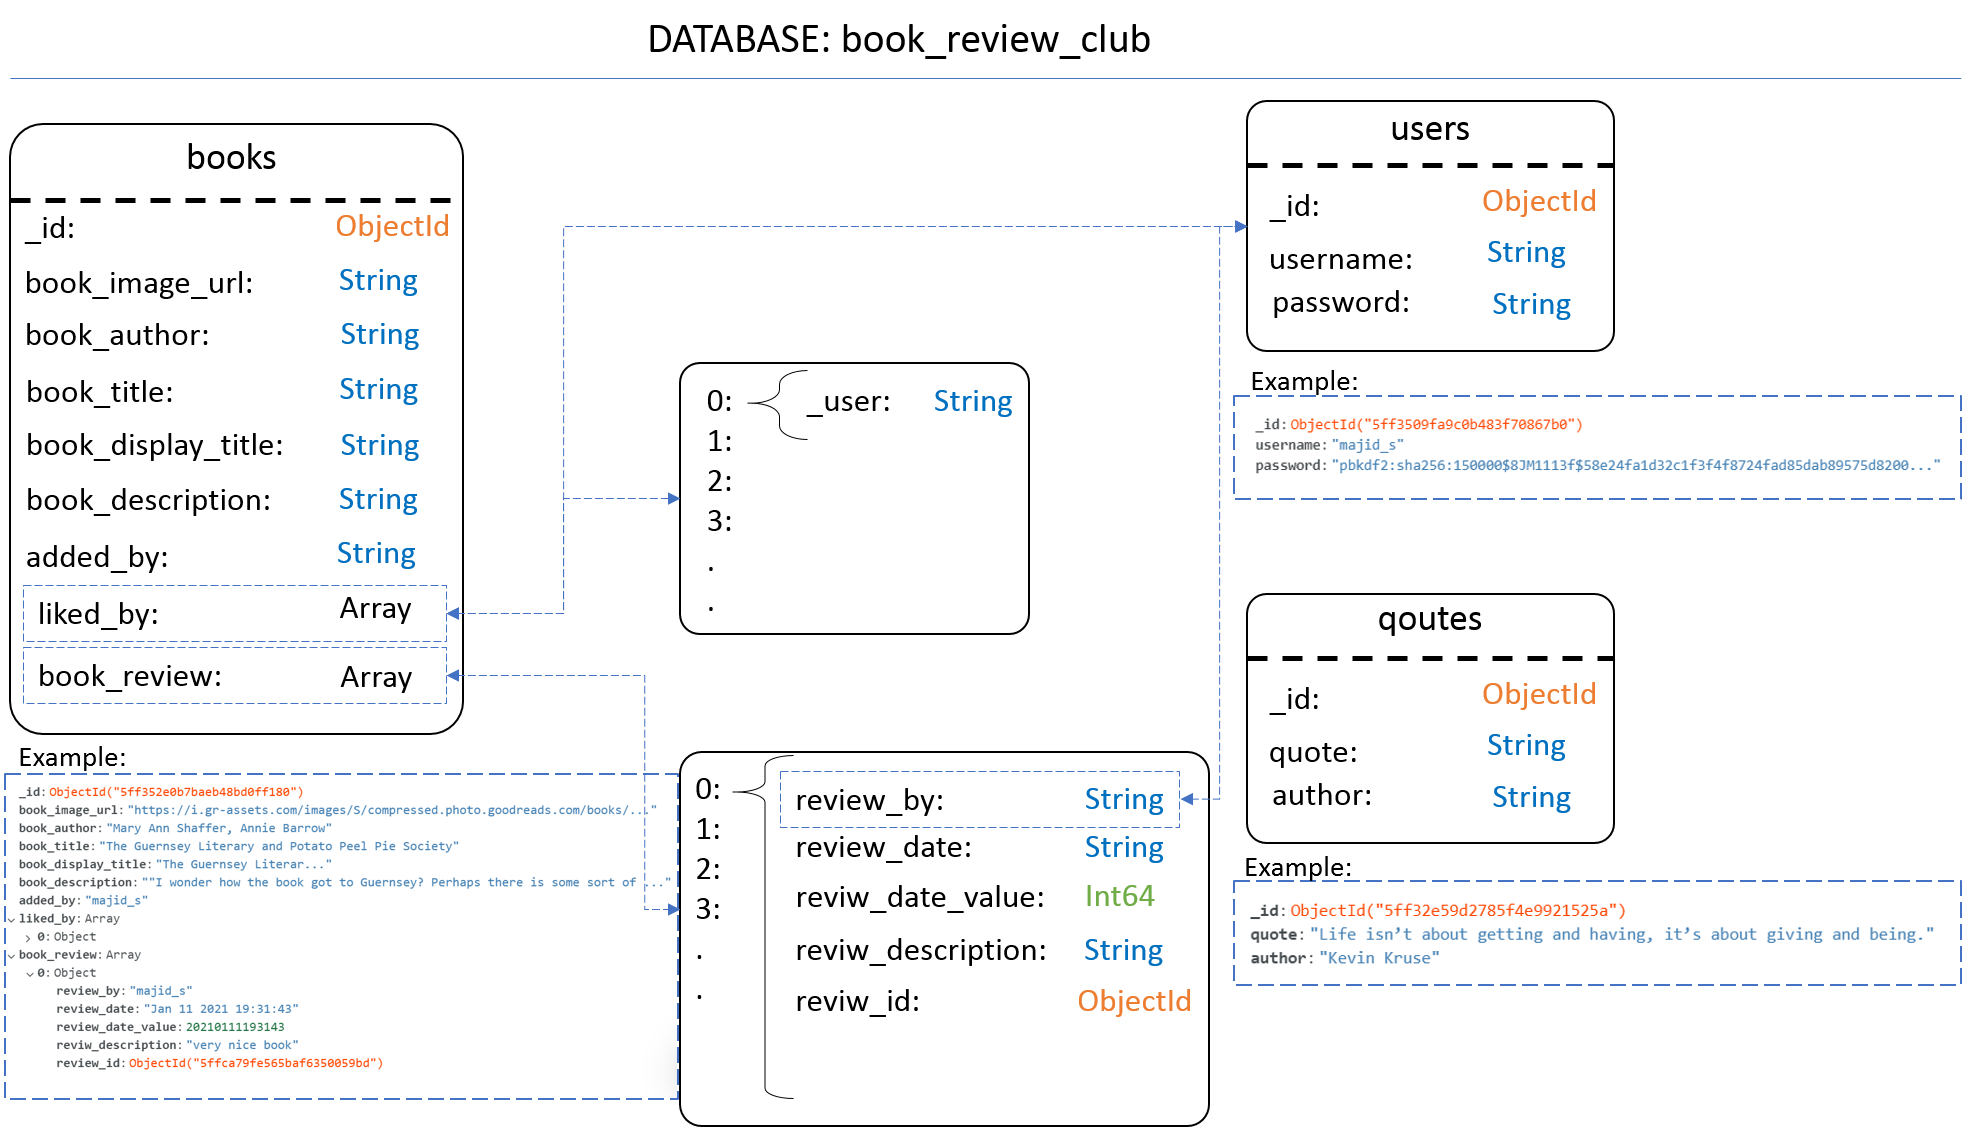 DATABASE: book_review_club
books
_id: ObjectId
book_image_url: String
book_author: String
book_title: String
book_display_title: String
book_description: String
added_by: String
liked_by: Array
book_review: Array
Example:
_id: ObjectId("5ff352e0b7baeb48bd0ff180")
book_image_url: "https://i.gr-assets.com/images/S/compressed.photo.goodreads.com/books/..."
book_author: "Mary Ann Shaffer, Annie Barrow"
book_title: "The Guernsey Literary and Potato Peel Pie Society"
book_display_title: "The Guernsey Literar..."
book_description: ""I wonder how the book got to Guernsey? Perhaps there is some sort of ..."
added_by: "majid_s"
liked_by: Array
0: Object
book_review: Array
0: Object
review_by: "majid_s"
review_date: "Jan 11 2021 19:31:43"
review_date_value: 20210111193143
reviw_description: "very nice book"
review_id: ObjectId("5ffca79fe565baf6350059bd")
0: _user: String
1:
2:
3:
.
.
0:
1:
2:
3:
.
.
review_by: String
review_date: String
reviw_date_value: Int64
reviw_description: String
reviw_id: ObjectId
users
_id: ObjectId
username: String
password: String
Example:
_id: ObjectId("5ff3509fa9c0b483f70867b0")
username: "majid_s"
password: "pbkdf2:sha256:150000$8JM1113f$58e24fa1d32c1f3f4f8724fad85dab89575d8200..."
qoutes
_id: ObjectId
quote: String
author: String
Example:
_id: ObjectId("5ff32e59d2785f4e9921525a")
quote: "Life isn’t about getting and having, it’s about giving and being."
author: "Kevin Kruse"